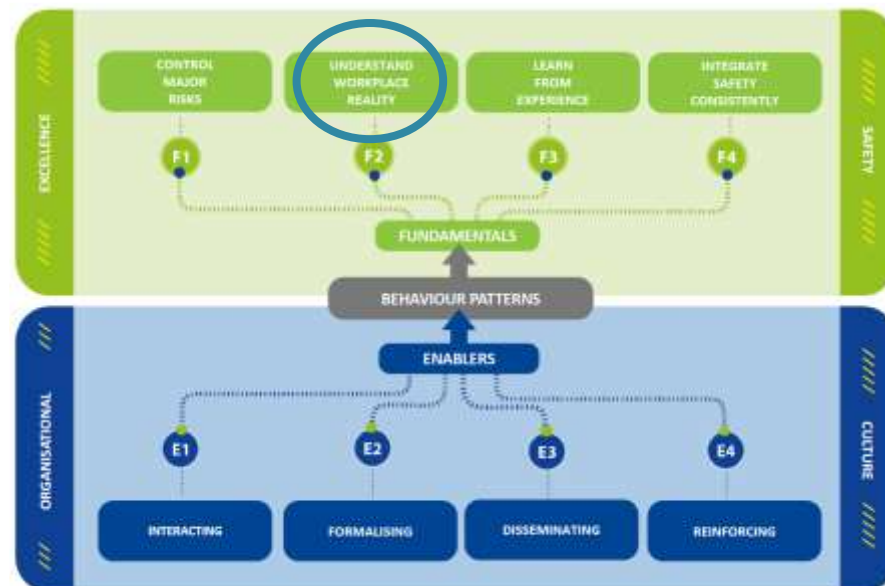 CONTROL
MAJOR
RISKS
UNDERSTAND
WORKPLACE
REALITY
LEARN
FROM
EXPERIENCE
INTEGRATE
SAFETY
CONSISTENTLY
EXCELLENCE
SAFETY
F1
F2
F3
F4
FUNDAMENTALS
BEHAVIOUR PATTERNS
ENABLERS
ORGANISATIONAL
CULTURE
E1
E2
E3
E4
INTERACTING
FORMALISING
DISSEMINATING
REINFORCING